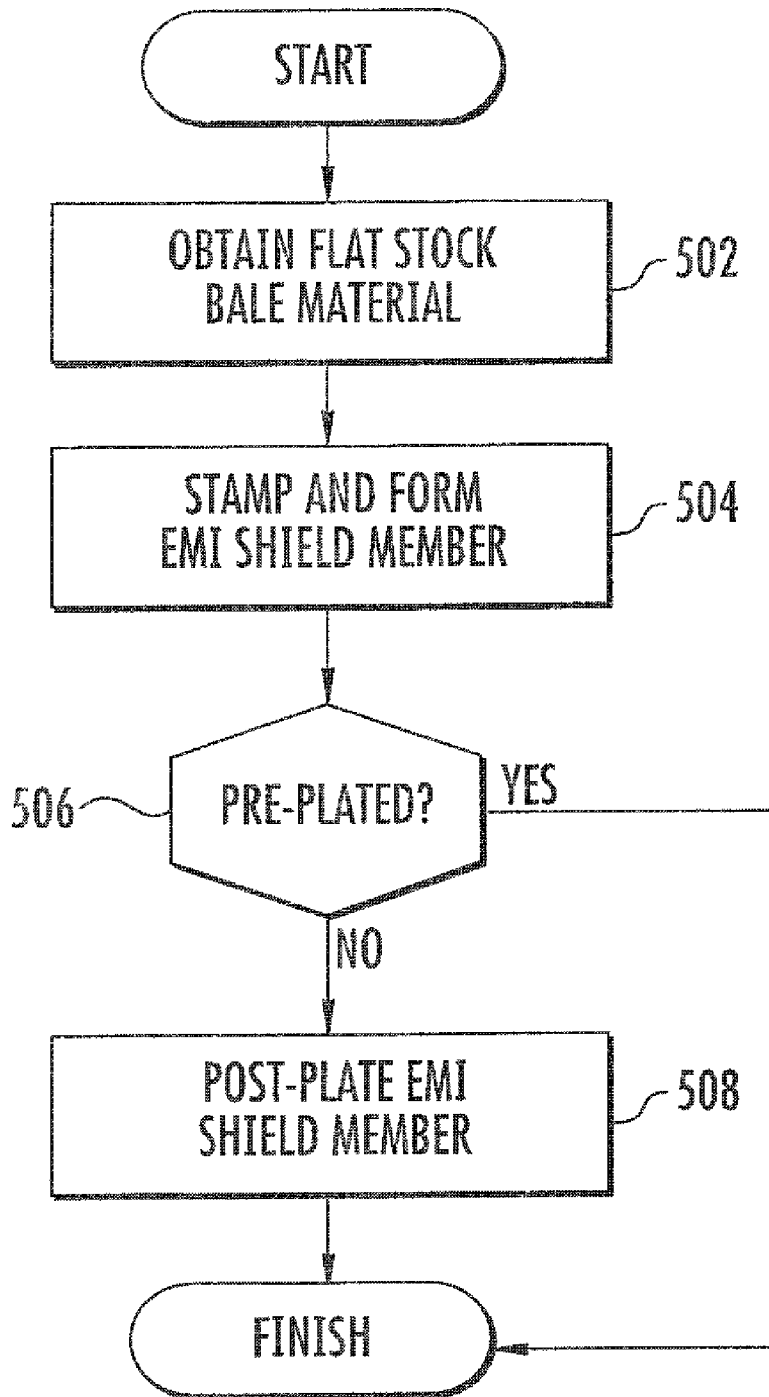 START
OBTAIN FLAT STOCK
BALE MATERIAL
502
STAMP AND FORM
EMI SHIELD MEMBER
504
506
PRE-PLATED?
YES
NO
POST-PLATE EMI
SHIELD MEMBER
508
FINISH